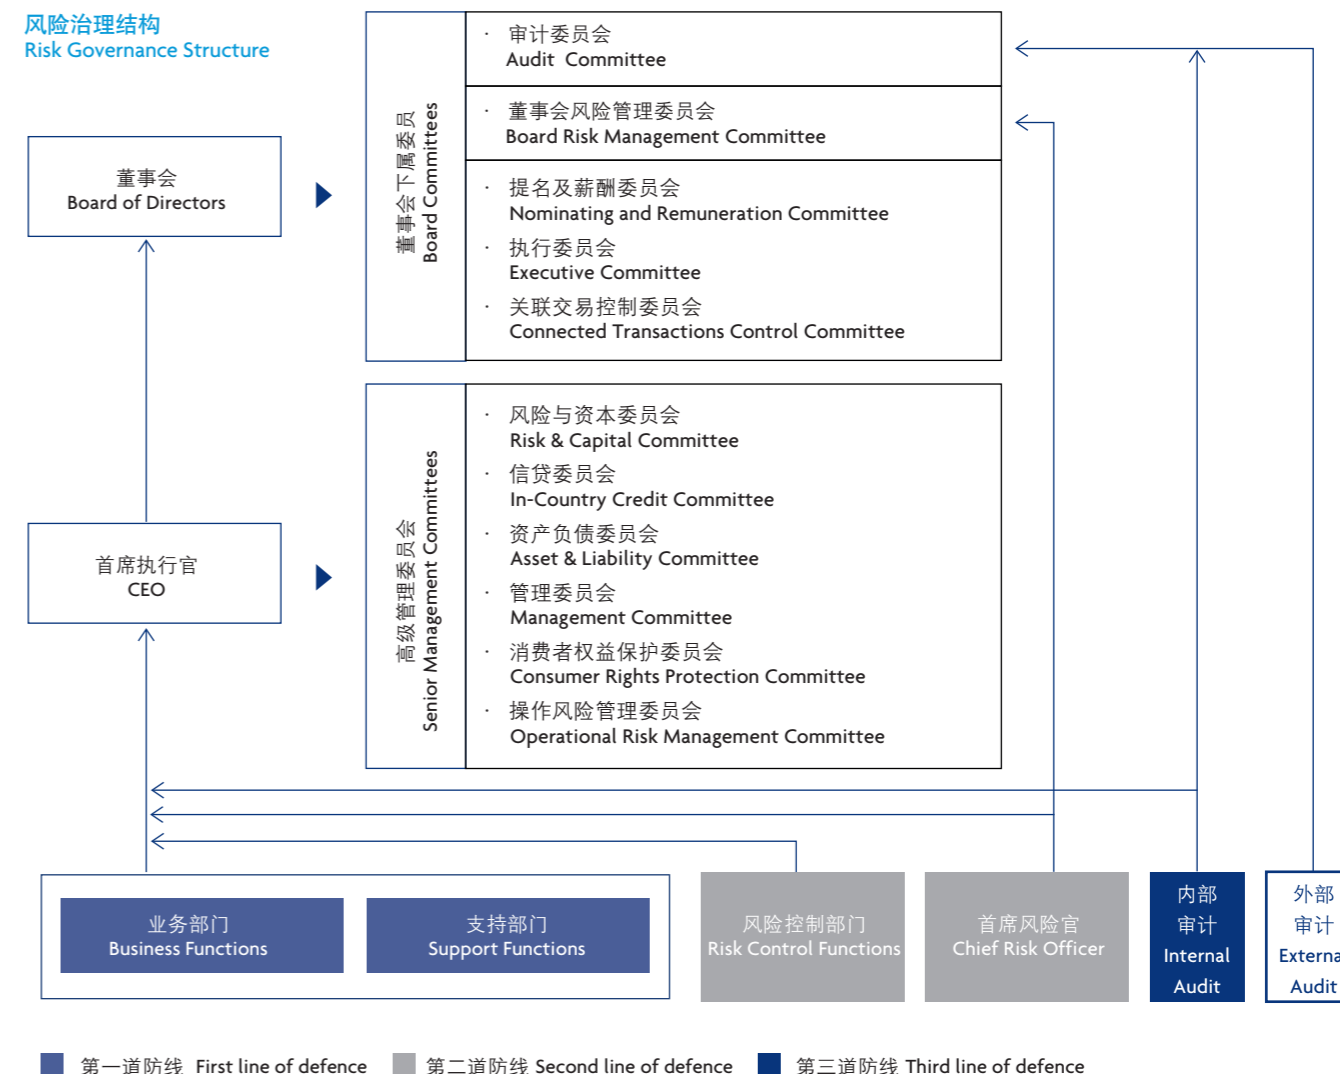 风险治理结构
Risk Governance Structure
董事会
Board of Directors
董事会下属委员
Board Committees
· 审计委员会
Audit Committee
· 董事会风险管理委员会
Board Risk Management Committee
· 提名及薪酬委员会
Nominating and Remuneration Committee
· 执行委员会
Executive Committee
· 关联交易控制委员会
Connected Transactions Control Committee
首席执行官
CEO
高级管理委员会
Senior Management Committees
· 风险与资本委员会
Risk & Capital Committee
· 信贷委员会
In-Country Credit Committee
· 资产负债委员会
Asset & Liability Committee
· 管理委员会
Management Committee
· 消费者权益保护委员会
Consumer Rights Protection Committee
· 操作风险管理委员会
Operational Risk Management Committee
业务部门
Business Functions
支持部门
Support Functions
风险控制部门
Risk Control Functions
首席风险官
Chief Risk Officer
内部
审计
Internal
Audit
外部
审计
Externa
Audit
第一道防线 First line of defence
第二道防线 Second line of defence
第三道防线 Third line of defence